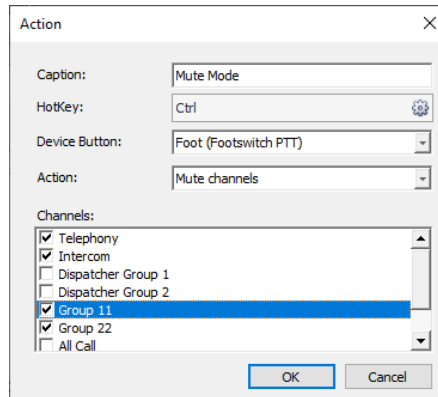 Action
Caption: Mute Mode
HotKey: Ctrl
Device Button: Foot (Footswitch PTT)
Action: Mute channels
Channels:
Telephony
Intercom
Dispatcher Group 1
Dispatcher Group 2
Group 11
Group 22
All Call
OK Cancel